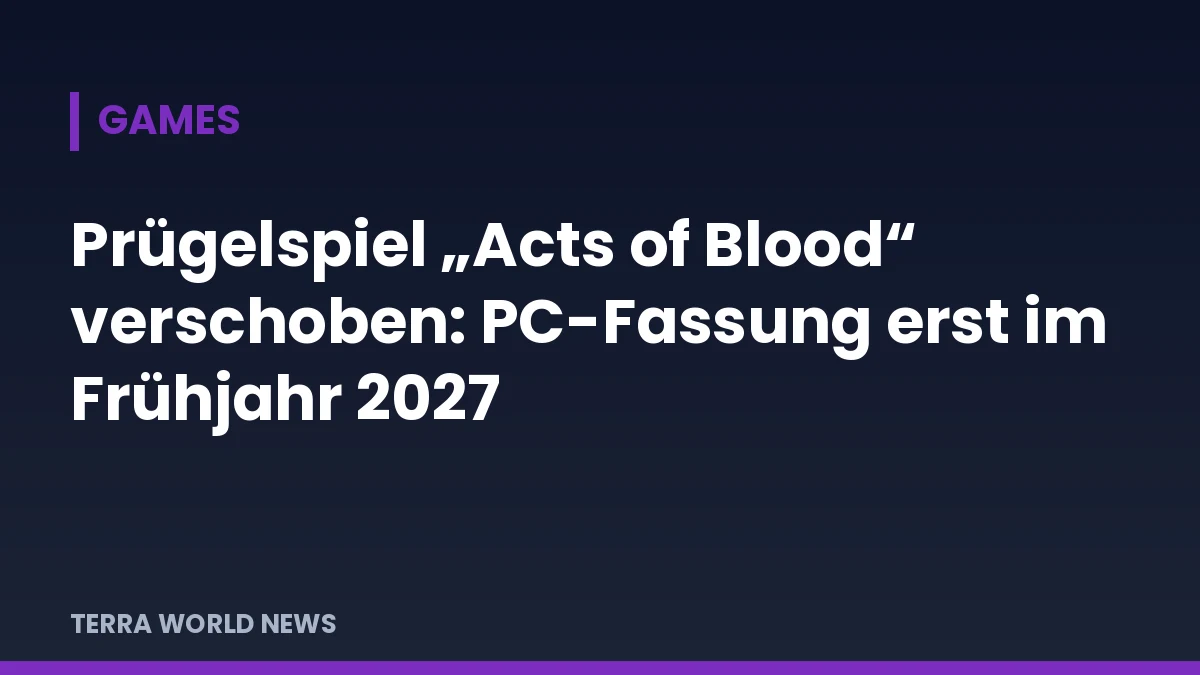 GAMES
Prügelspiel „Acts of Blood“
verschoben: PC-Fassung erst im
Frühjahr 2027
TERRA WORLD NEWS